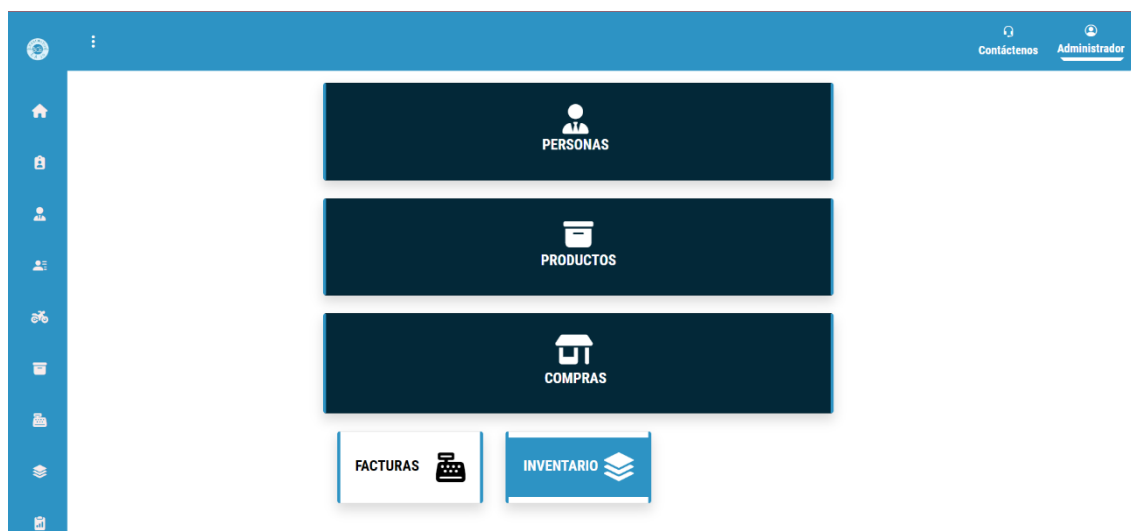 Contáctenos
Administrador
PERSONAS
PRODUCTOS
COMPRAS
FACTURAS
INVENTARIO